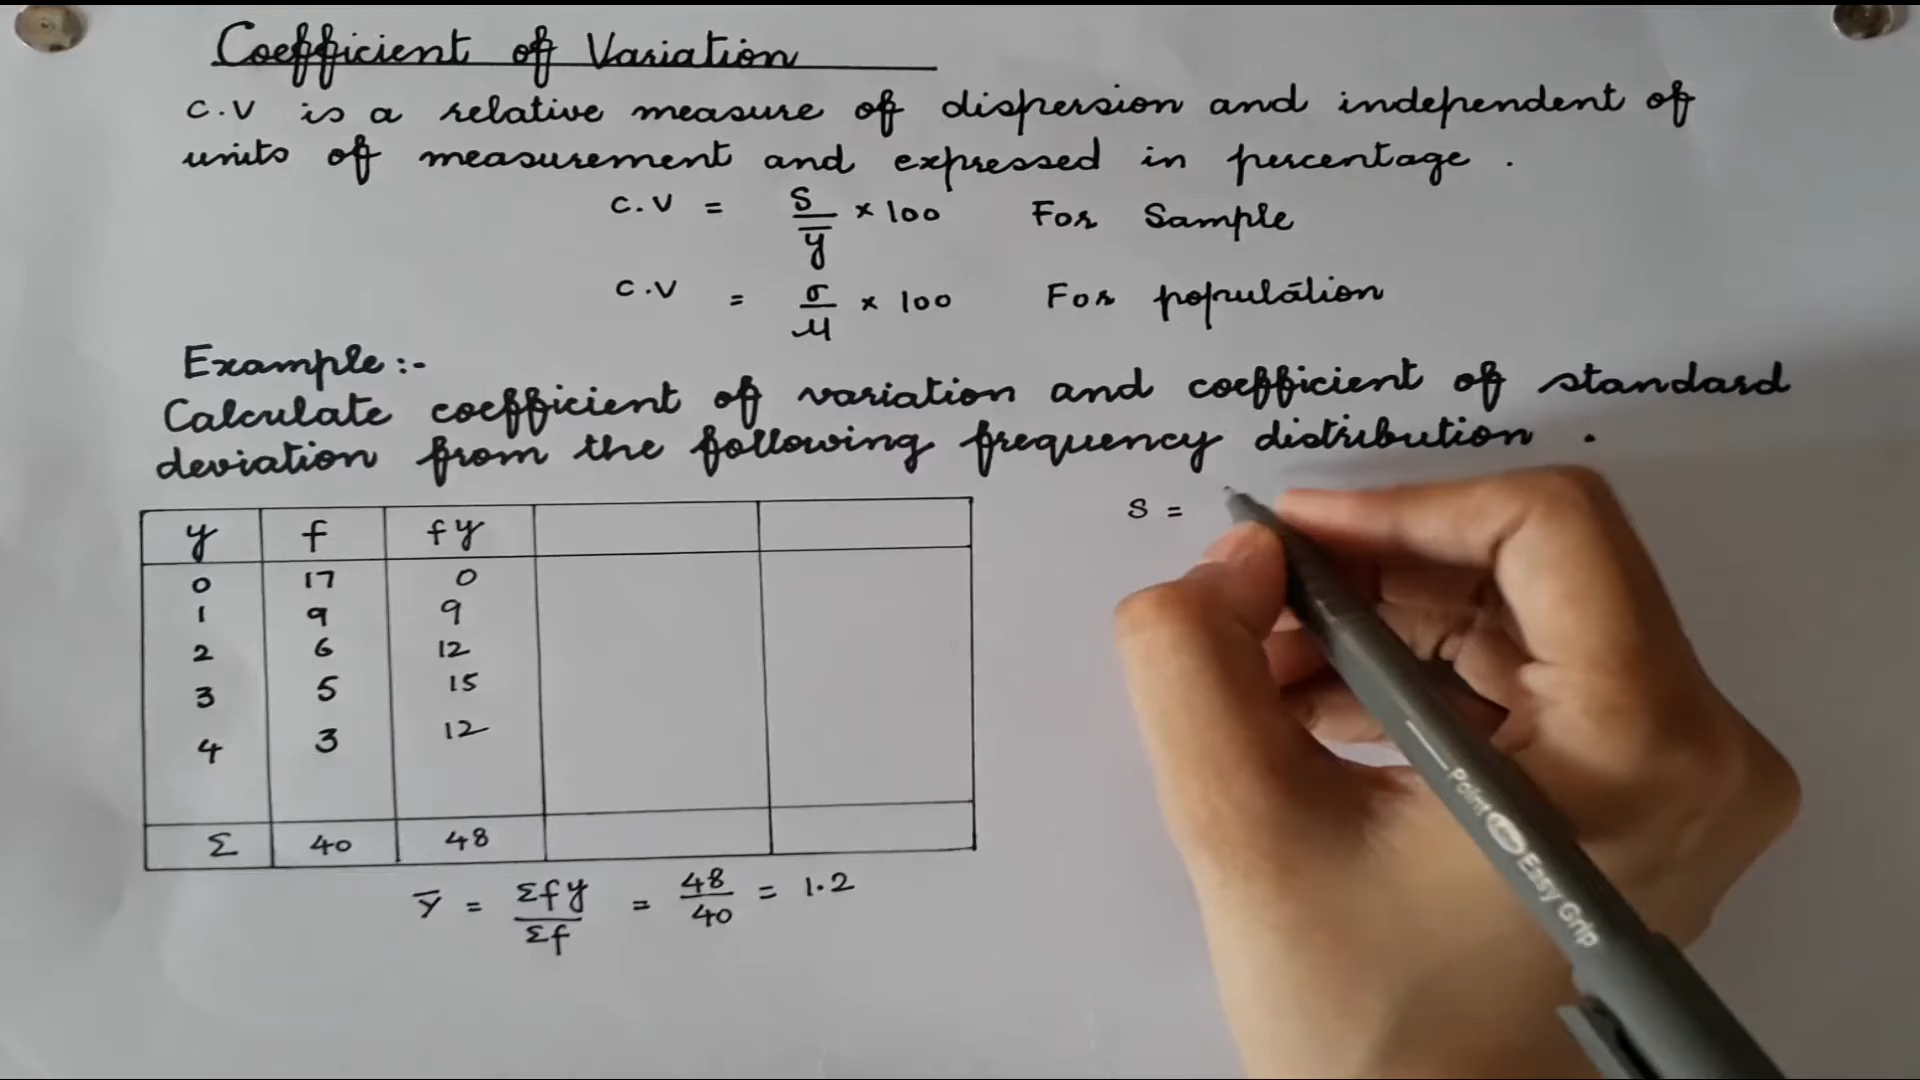 Coefficient of Variation
C.V is a relative measure of dispersion and independent of
units of measurement and expressed in percentage .
C.V = S/ȳ × 100 For Sample
C.V = σ/μ × 100 For population
Example:-
Calculate coefficient of variation and coefficient of standard
deviation from the following frequency distribution .
y f fy
0 17 0
1 9 9
2 6 12
3 5 15
4 3 12
Σ 40 48
ȳ = Σfy/Σf = 48/40 = 1.2
S =
Point Easy Grip